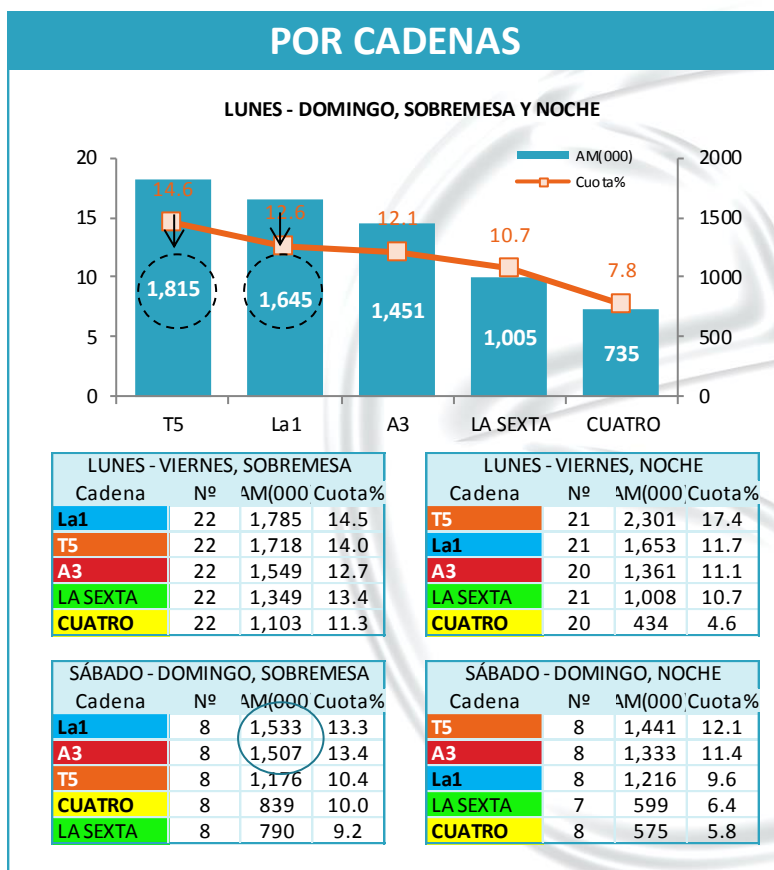 POR CADENAS
LUNES - DOMINGO, SOBREMESA Y NOCHE
20 2000
AM(000)
Cuota%
14.6 12.6 12.1 10.7 7.8
15 1500
10 1000
1,815 1,645 1,451 1,005 735
5 500
0 0
T5 La1 A3 LA SEXTA CUATRO
LUNES - VIERNES, SOBREMESA
Cadena Nº AM(000) Cuota%
La1 22 1,785 14.5
T5 22 1,718 14.0
A3 22 1,549 12.7
LA SEXTA 22 1,349 13.4
CUATRO 22 1,103 11.3
LUNES - VIERNES, NOCHE
Cadena Nº AM(000) Cuota%
T5 21 2,301 17.4
La1 21 1,653 11.7
A3 20 1,361 11.1
LA SEXTA 21 1,008 10.7
CUATRO 20 434 4.6
SÁBADO - DOMINGO, SOBREMESA
Cadena Nº AM(000) Cuota%
La1 8 1,533 13.3
A3 8 1,507 13.4
T5 8 1,176 10.4
CUATRO 8 839 10.0
LA SEXTA 8 790 9.2
SÁBADO - DOMINGO, NOCHE
Cadena Nº AM(000) Cuota%
T5 8 1,441 12.1
A3 8 1,333 11.4
La1 8 1,216 9.6
LA SEXTA 7 599 6.4
CUATRO 8 575 5.8